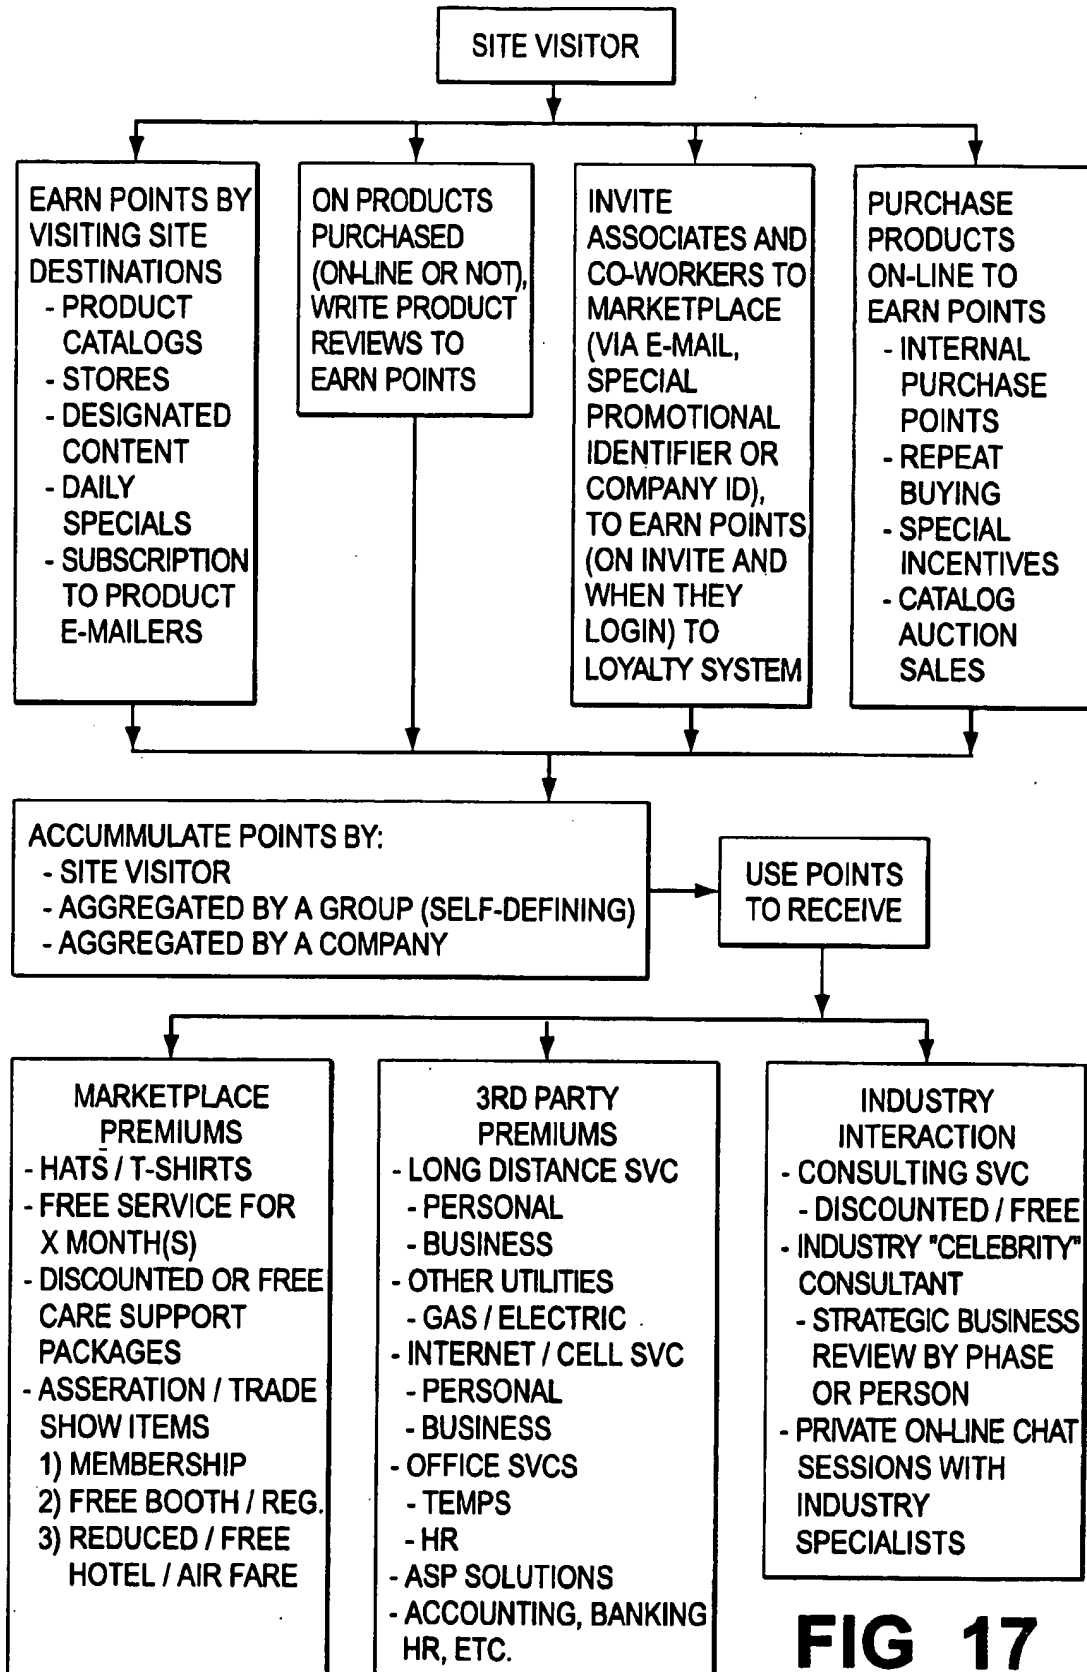 SITE VISITOR
EARN POINTS BY
VISITING SITE
DESTINATIONS
- PRODUCT
CATALOGS
- STORES
- DESIGNATED
CONTENT
- DAILY
SPECIALS
- SUBSCRIPTION
TO PRODUCT
E-MAILERS
ON PRODUCTS
PURCHASED
(ON-LINE OR NOT),
WRITE PRODUCT
REVIEWS TO
EARN POINTS
INVITE
ASSOCIATES AND
CO-WORKERS TO
MARKETPLACE
(VIA E-MAIL,
SPECIAL
PROMOTIONAL
IDENTIFIER OR
COMPANY ID),
TO EARN POINTS
(ON INVITE AND
WHEN THEY
LOGIN) TO
LOYALTY SYSTEM
PURCHASE
PRODUCTS
ON-LINE TO
EARN POINTS
- INTERNAL
PURCHASE
POINTS
- REPEAT
BUYING
- SPECIAL
INCENTIVES
- CATALOG
AUCTION
SALES
ACCUMMULATE POINTS BY:
- SITE VISITOR
- AGGREGATED BY A GROUP (SELF-DEFINING)
- AGGREGATED BY A COMPANY
USE POINTS
TO RECEIVE
MARKETPLACE
PREMIUMS
- HATS / T-SHIRTS
- FREE SERVICE FOR
X MONTH(S)
- DISCOUNTED OR FREE
CARE SUPPORT
PACKAGES
- ASSERATION / TRADE
SHOW ITEMS
1) MEMBERSHIP
2) FREE BOOTH / REG.
3) REDUCED / FREE
HOTEL / AIR FARE
3RD PARTY
PREMIUMS
- LONG DISTANCE SVC
- PERSONAL
- BUSINESS
- OTHER UTILITIES
- GAS / ELECTRIC
- INTERNET / CELL SVC
- PERSONAL
- BUSINESS
- OFFICE SVCS
- TEMPS
- HR
- ASP SOLUTIONS
- ACCOUNTING, BANKING
HR, ETC.
INDUSTRY
INTERACTION
- CONSULTING SVC
- DISCOUNTED / FREE
- INDUSTRY "CELEBRITY"
CONSULTANT
- STRATEGIC BUSINESS
REVIEW BY PHASE
OR PERSON
- PRIVATE ON-LINE CHAT
SESSIONS WITH
INDUSTRY
SPECIALISTS
FIG 17